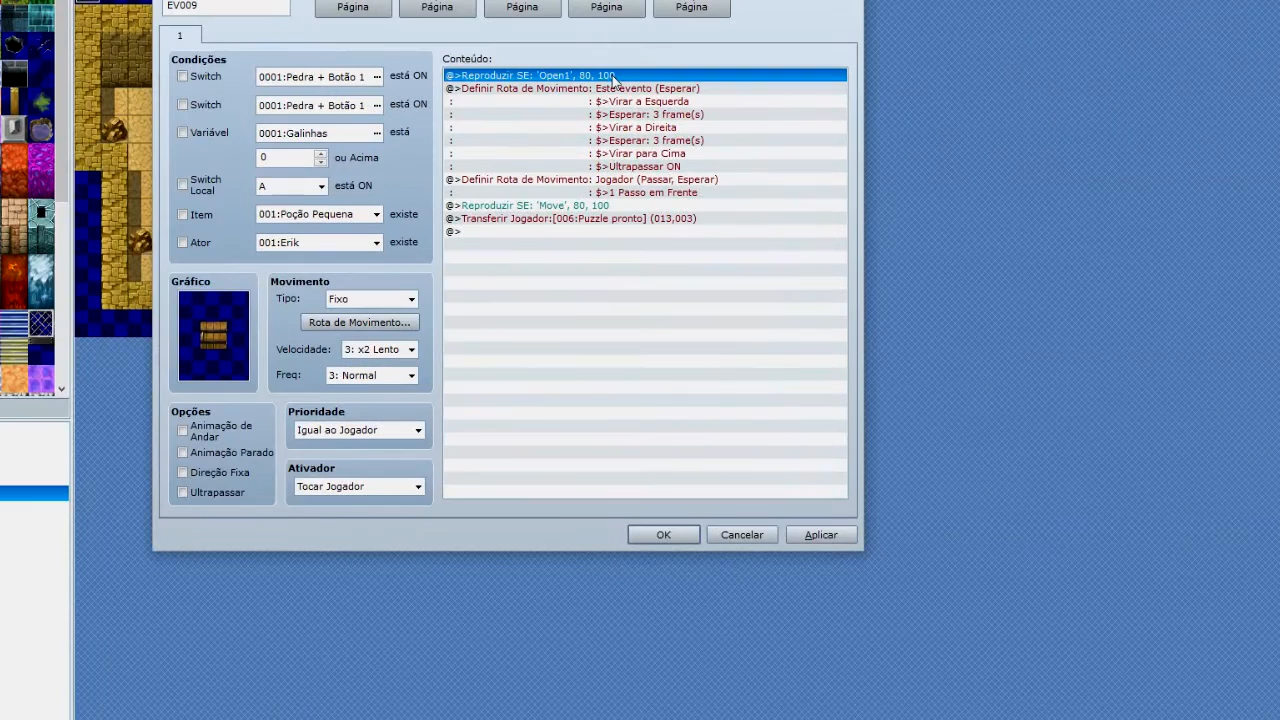 EV009
Página Página Página Página Página
1
Condições
Switch 0001:Pedra + Botão 1 ... está ON
Switch 0001:Pedra + Botão 1 ... está ON
Variável 0001:Galinhas ... está
0 ou Acima
Switch Local A está ON
Item 001:Poção Pequena existe
Ator 001:Erik existe
Gráfico
Movimento
Tipo: Fixo
Rota de Movimento...
Velocidade: 3: x2 Lento
Freq: 3: Normal
Opções
Animação de Andar
Animação Parado
Direção Fixa
Ultrapassar
Prioridade
Igual ao Jogador
Ativador
Tocar Jogador
Conteúdo:
@>Reproduzir SE: 'Open1', 80, 100
@>Definir Rota de Movimento: Este evento (Esperar)
: : $>Virar a Esquerda
: : $>Esperar: 3 frame(s)
: : $>Virar a Direita
: : $>Esperar: 3 frame(s)
: : $>Virar para Cima
: : $>Ultrapassar ON
@>Definir Rota de Movimento: Jogador (Passar, Esperar)
: : $>1 Passo em Frente
@>Reproduzir SE: 'Move', 80, 100
@>Transferir Jogador:[006:Puzzle pronto] (013,003)
@>
OK Cancelar Aplicar